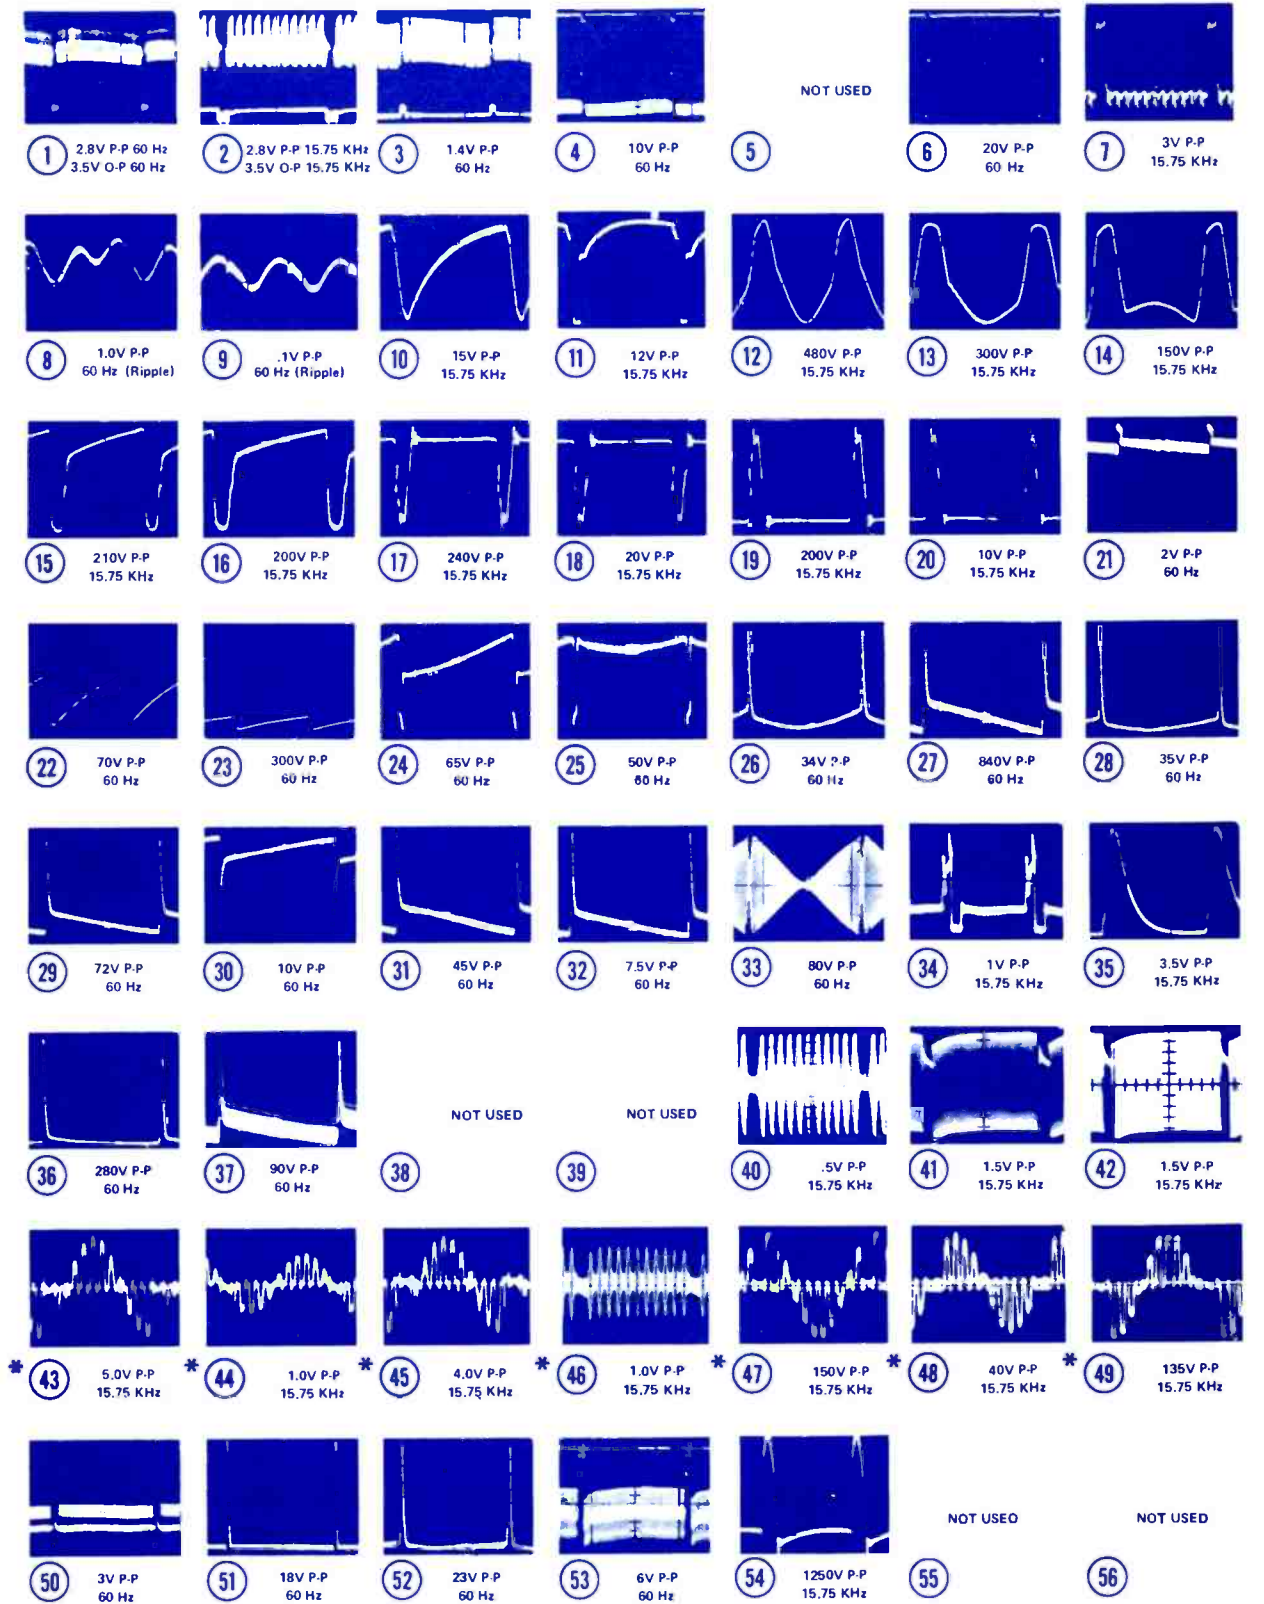 1 2.8V P-P 60 Hz
3.5V O-P 60 Hz
2 2.8V P-P 15.75 KHz
3.5V O-P 15.75 KHz
3 1.4V P-P
60 Hz
4 10V P-P
60 Hz
NOT USED
5
6 20V P-P
60 Hz
7 3V P-P
15.75 KHz
8 1.0V P-P
60 Hz (Ripple)
9 .1V P-P
60 Hz (Ripple)
10 15V P-P
15.75 KHz
11 12V P-P
15.75 KHz
12 480V P-P
15.75 KHz
13 300V P-P
15.75 KHz
14 150V P-P
15.75 KHz
15 210V P-P
15.75 KHz
16 200V P-P
15.75 KHz
17 240V P-P
15.75 KHz
18 20V P-P
15.75 KHz
19 200V P-P
15.75 KHz
20 10V P-P
15.75 KHz
21 2V P-P
60 Hz
22 70V P-P
60 Hz
23 300V P-P
60 Hz
24 65V P-P
60 Hz
25 50V P-P
60 Hz
26 34V P-P
60 Hz
27 840V P-P
60 Hz
28 35V P-P
60 Hz
29 72V P-P
60 Hz
30 10V P-P
60 Hz
31 45V P-P
60 Hz
32 7.5V P-P
60 Hz
33 80V P-P
60 Hz
34 1V P-P
15.75 KHz
35 3.5V P-P
15.75 KHz
36 280V P-P
60 Hz
37 90V P-P
60 Hz
NOT USED
38
NOT USED
39
40 .5V P-P
15.75 KHz
41 1.5V P-P
15.75 KHz
42 1.5V P-P
15.75 KHz
* 43 5.0V P-P
15.75 KHz
* 44 1.0V P-P
15.75 KHz
* 45 4.0V P-P
15.75 KHz
* 46 1.0V P-P
15.75 KHz
* 47 150V P-P
15.75 KHz
* 48 40V P-P
15.75 KHz
* 49 135V P-P
15.75 KHz
50 3V P-P
60 Hz
51 18V P-P
60 Hz
52 23V P-P
60 Hz
53 6V P-P
60 Hz
54 1250V P-P
15.75 KHz
NOT USED
55
NOT USED
56